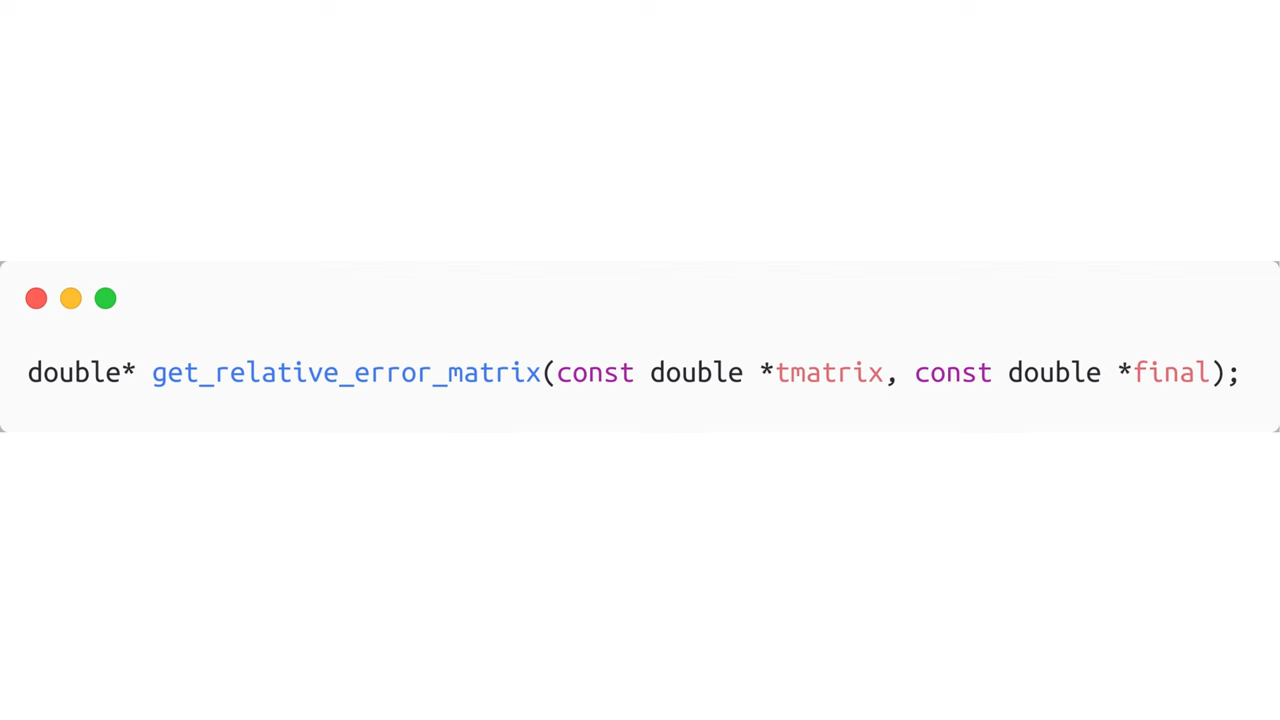 double* get_relative_error_matrix(const double *tmatrix, const double *final);